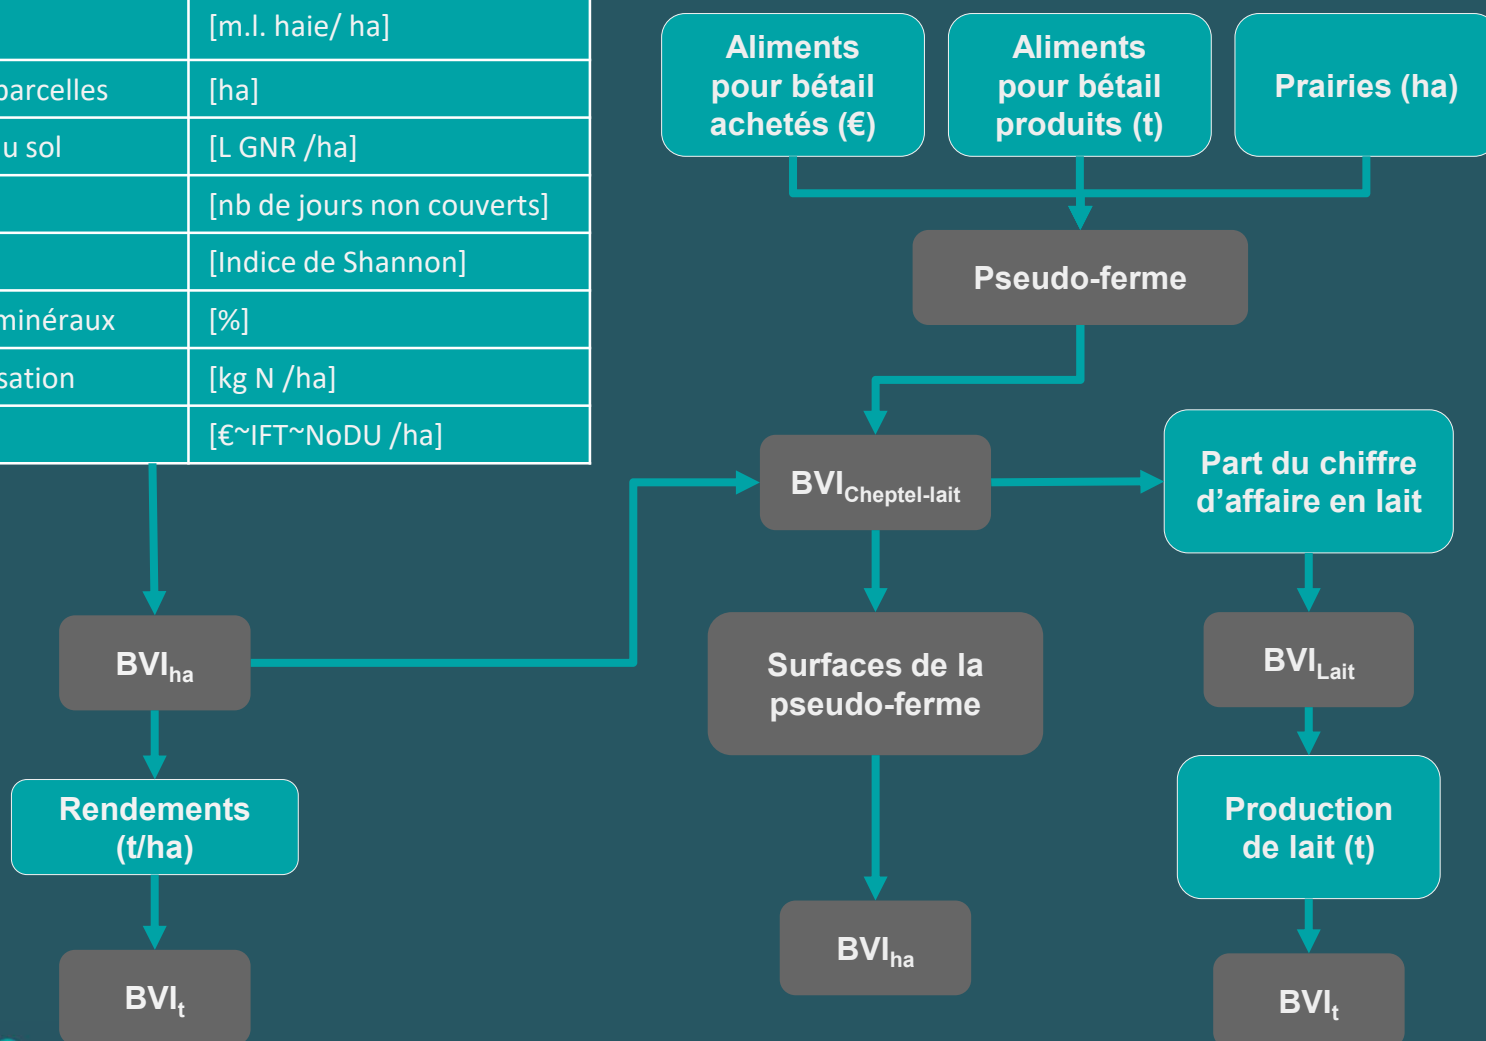 [m.l. haie/ ha]
parcelles [ha]
u sol [L GNR /ha]
[nb de jours non couverts]
[Indice de Shannon]
minéraux [%]
sation [kg N /ha]
[€~IFT~NoDU /ha]
Aliments
pour bétail
achetés (€)
Aliments
pour bétail
produits (t)
Prairies (ha)
Pseudo-ferme
BVICheptel-lait
Part du chiffre
d’affaire en lait
BVIha
Surfaces de la
pseudo-ferme
BVILait
Rendements
(t/ha)
Production
de lait (t)
BVIt
BVIha
BVIt